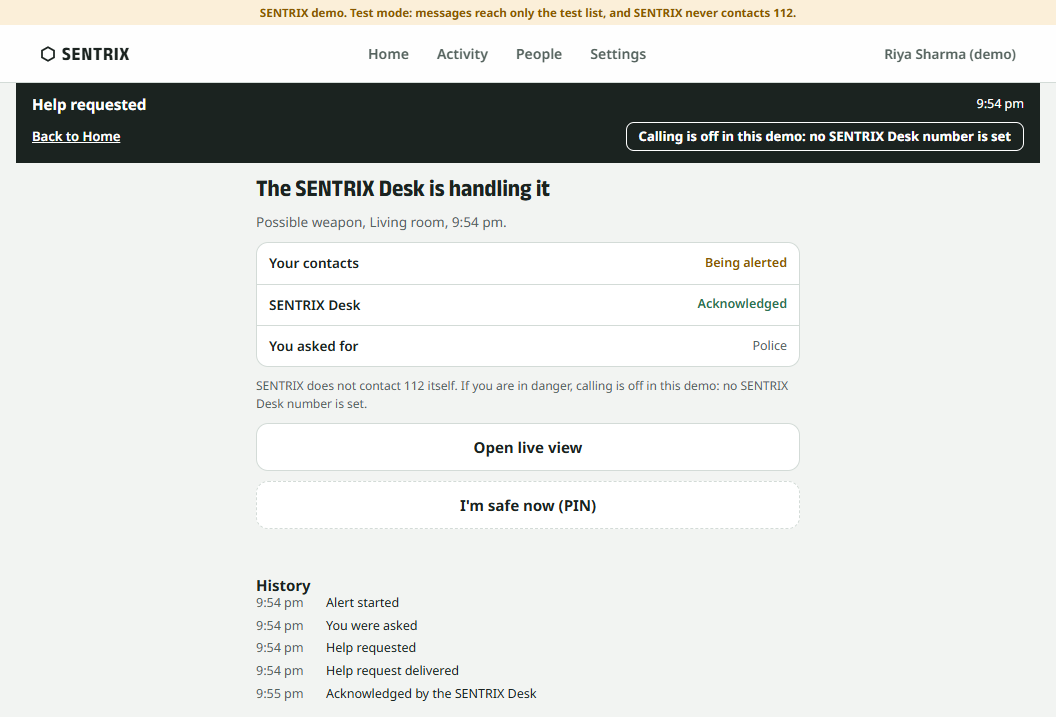 SENTRIX demo. Test mode: messages reach only the test list, and SENTRIX never contacts 112.
SENTRIX
Home
Activity
People
Settings
Riya Sharma (demo)
Help requested
9:54 pm
Back to Home
Calling is off in this demo: no SENTRIX Desk number is set
The SENTRIX Desk is handling it
Possible weapon, Living room, 9:54 pm.
Your contacts
Being alerted
SENTRIX Desk
Acknowledged
You asked for
Police
SENTRIX does not contact 112 itself. If you are in danger, calling is off in this demo: no SENTRIX
Desk number is set.
Open live view
I'm safe now (PIN)
History
9:54 pm Alert started
9:54 pm You were asked
9:54 pm Help requested
9:54 pm Help request delivered
9:55 pm Acknowledged by the SENTRIX Desk